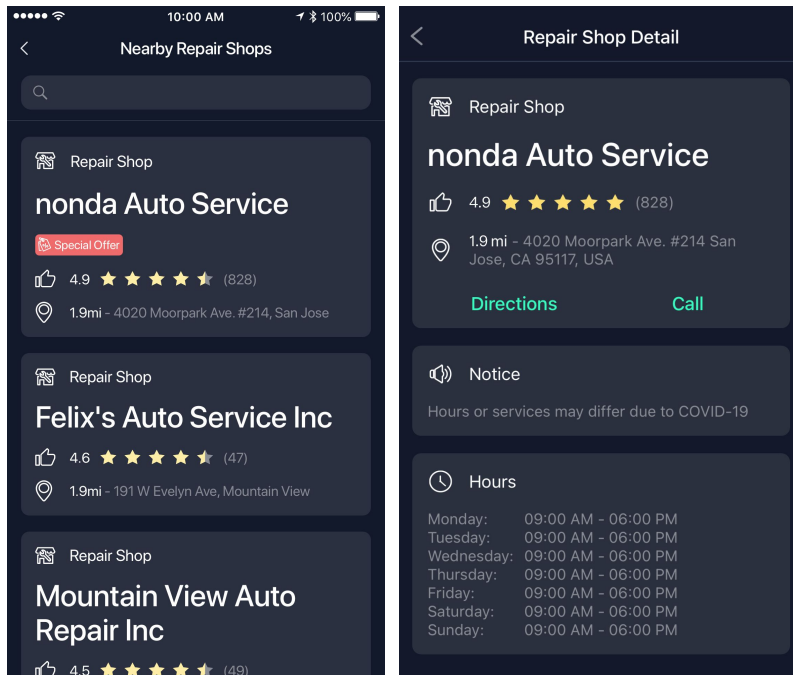 10:00 AM
100%
Nearby Repair Shops
Repair Shop
nonda Auto Service
Special Offer
4.9 (828)
1.9mi - 4020 Moorpark Ave. #214, San Jose
Repair Shop
Felix's Auto Service Inc
4.6 (47)
1.9mi - 191 W Evelyn Ave, Mountain View
Repair Shop
Mountain View Auto
Repair Inc
4.5 (49)
Repair Shop Detail
Repair Shop
nonda Auto Service
4.9 (828)
1.9 mi - 4020 Moorpark Ave. #214 San
Jose, CA 95117, USA
Directions Call
Notice
Hours or services may differ due to COVID-19
Hours
Monday: 09:00 AM - 06:00 PM
Tuesday: 09:00 AM - 06:00 PM
Wednesday: 09:00 AM - 06:00 PM
Thursday: 09:00 AM - 06:00 PM
Friday: 09:00 AM - 06:00 PM
Saturday: 09:00 AM - 06:00 PM
Sunday: 09:00 AM - 06:00 PM